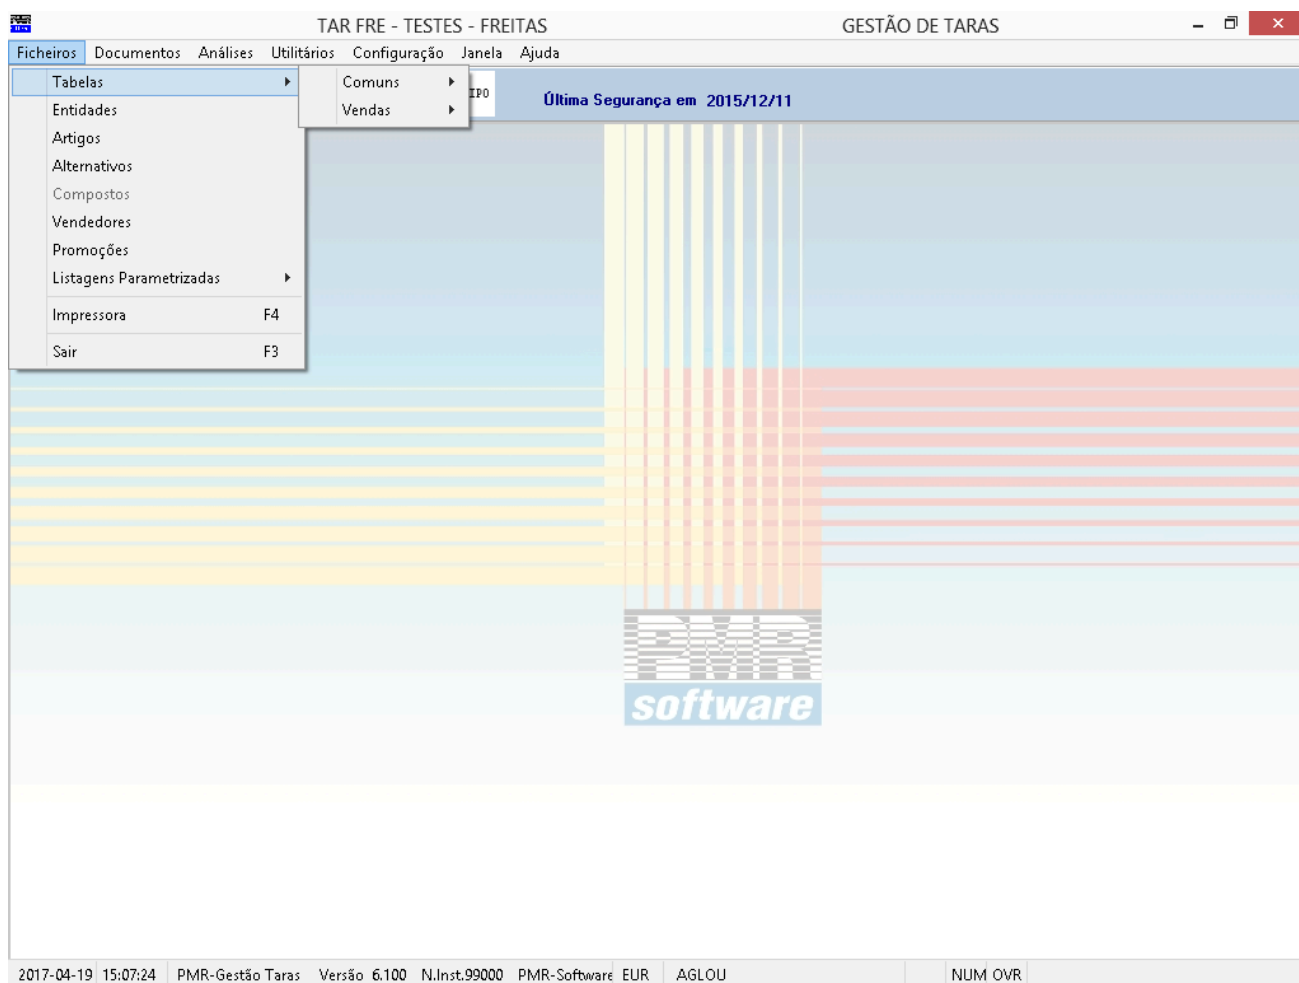 TAR FRE - TESTES - FREITAS GESTÃO DE TARAS
Ficheiros Documentos Análises Utilitários Configuração Janela Ajuda
Tabelas Comuns
IPO
Última Segurança em 2015/12/11
Entidades Vendas
Artigos
Alternativos
Compostos
Vendedores
Promoções
Listagens Parametrizadas
Impressora F4
Sair F3
PMR
software
2017-04-19 15:07:24 PMR-Gestão Taras Versão 6.100 N.Inst.99000 PMR-Software EUR AGLOU NUM OVR